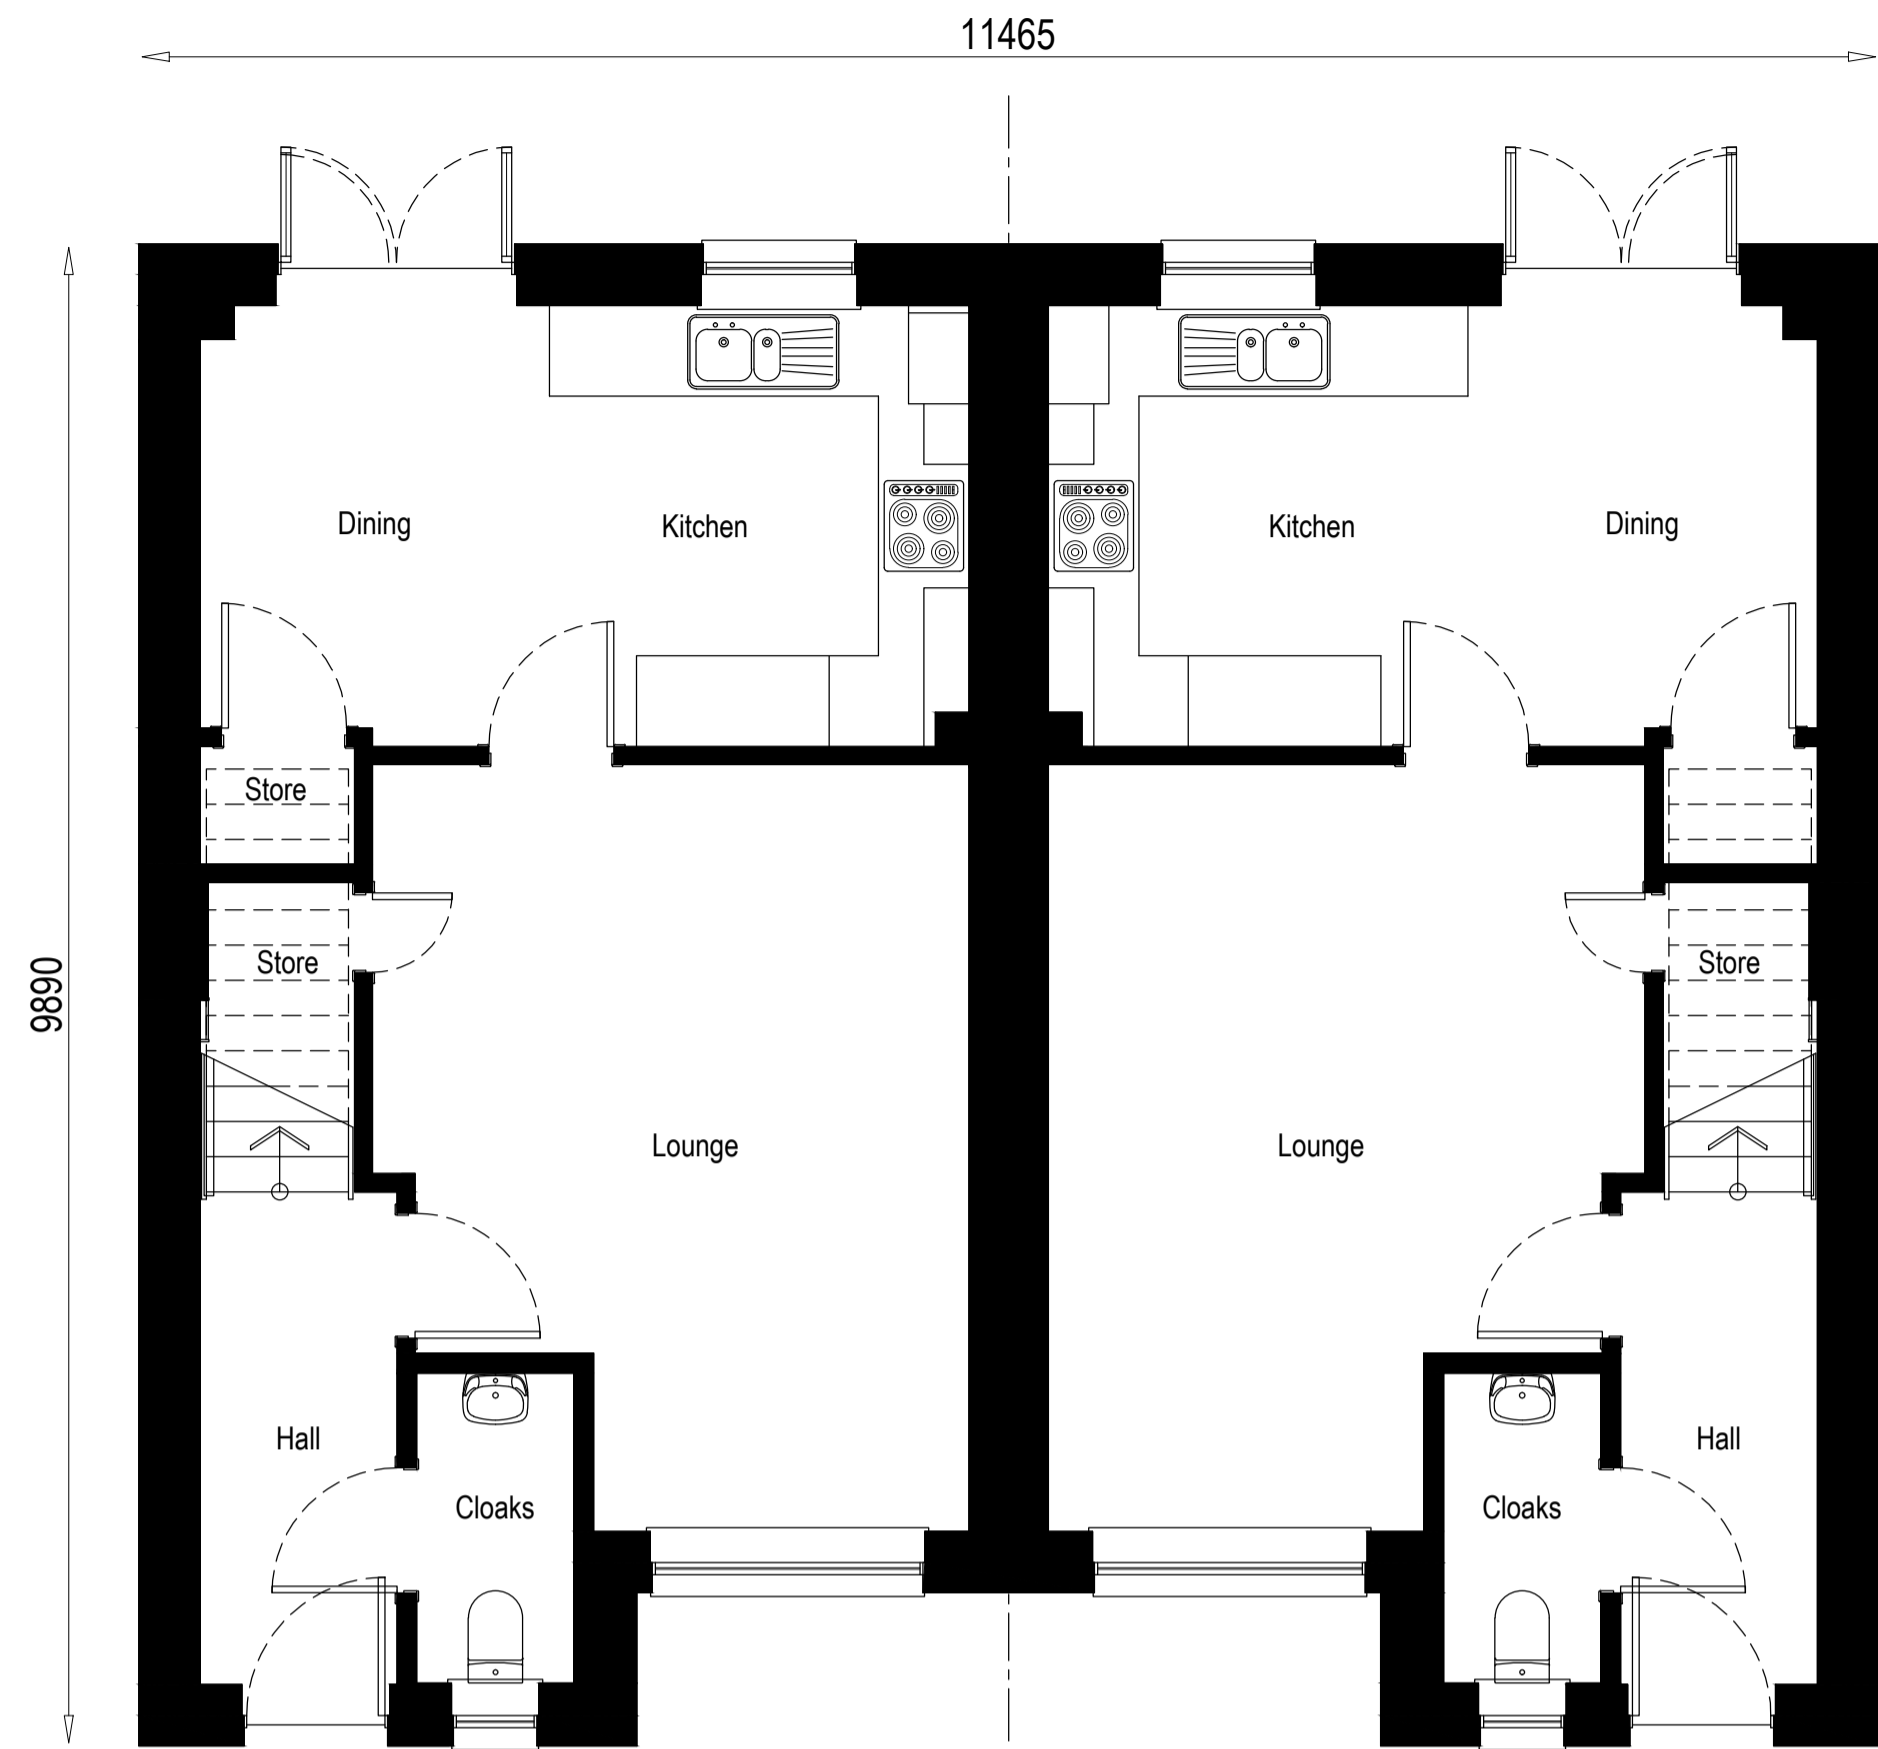 11465
Dining
Kitchen
Kitchen
Dining
Store
9890
Store
Store
Lounge
Lounge
Hall
Hall
Cloaks
Cloaks